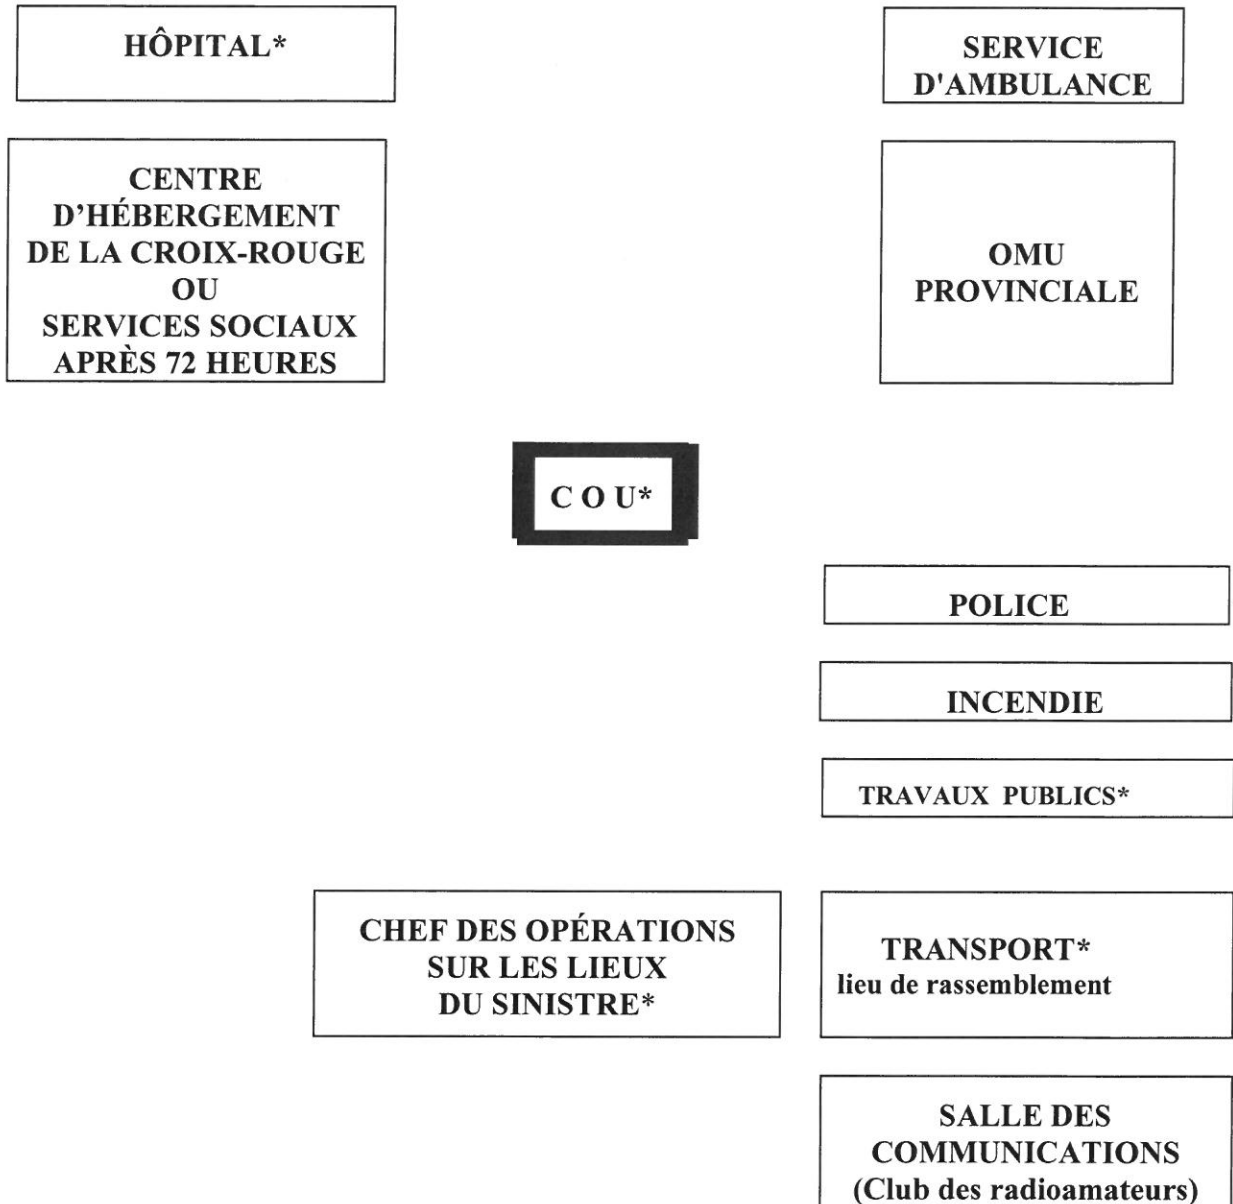 HÔPITAL*
SERVICE
D'AMBULANCE
CENTRE
D’HÉBERGEMENT
DE LA CROIX-ROUGE
OU
SERVICES SOCIAUX
APRÈS 72 HEURES
OMU
PROVINCIALE
C O U*
POLICE
INCENDIE
TRAVAUX PUBLICS*
CHEF DES OPÉRATIONS
SUR LES LIEUX
DU SINISTRE*
TRANSPORT*
lieu de rassemblement
SALLE DES
COMMUNICATIONS
(Club des radioamateurs)